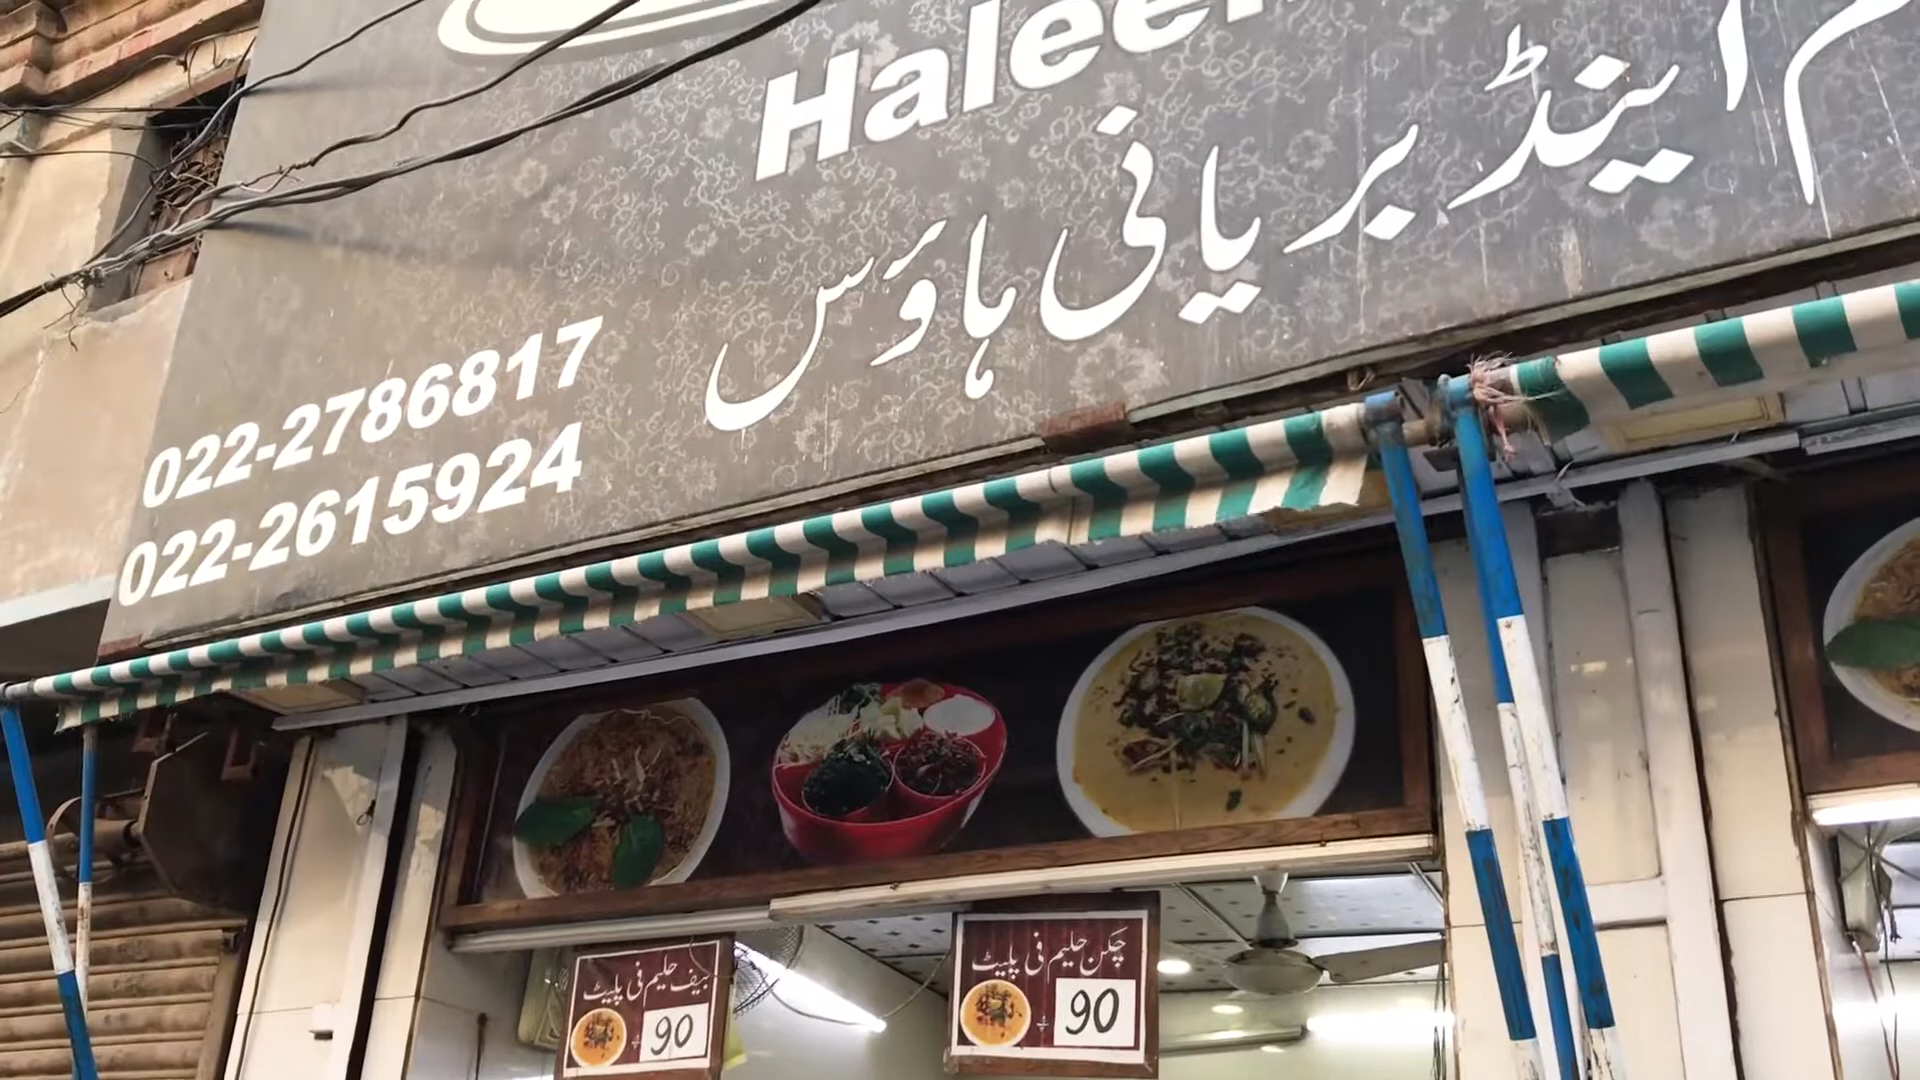 Haleem
اینڈ بریانی ہاؤس
022-2786817
022-2615924
چکن حلیم فی پلیٹ
90
بیف حلیم فی پلیٹ
90